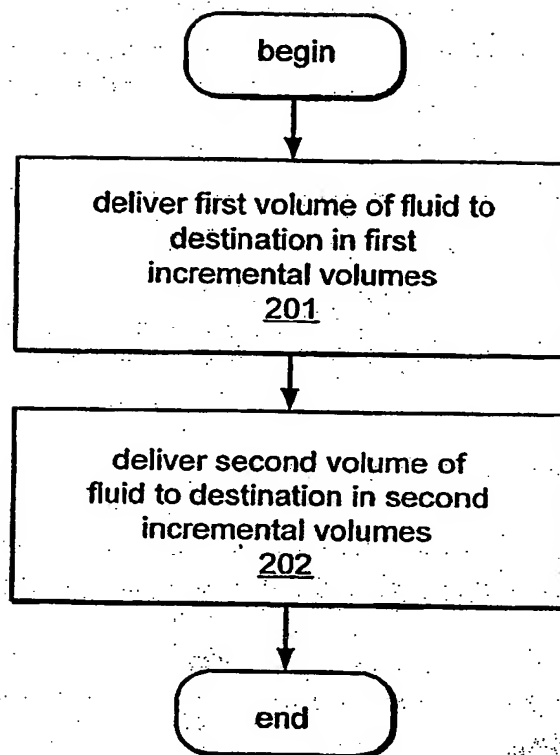 begin
deliver first volume of fluid to
destination in first
incremental volumes
201
deliver second volume of
fluid to destination in second
incremental volumes
202
end